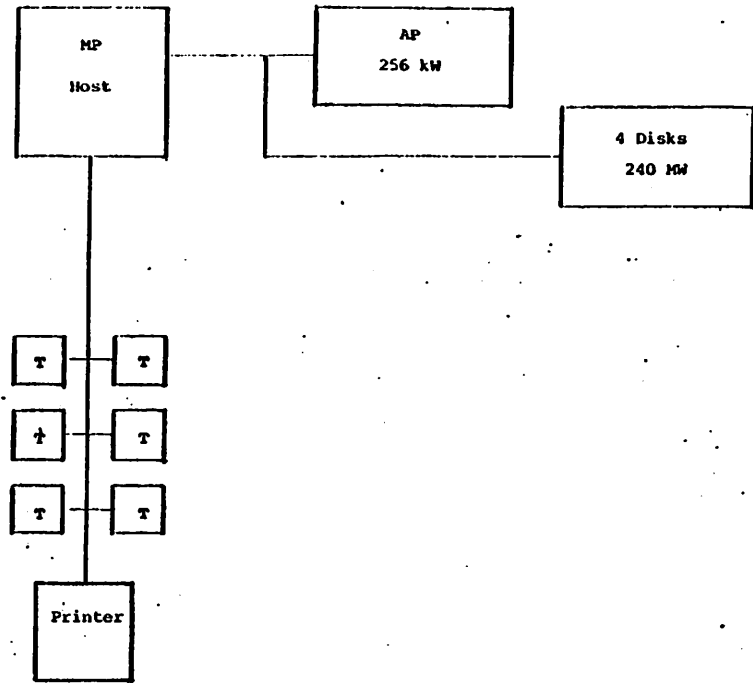 MP
Host
AP
256 kW
4 Disks
240 MW
T T
T T
T T
Printer